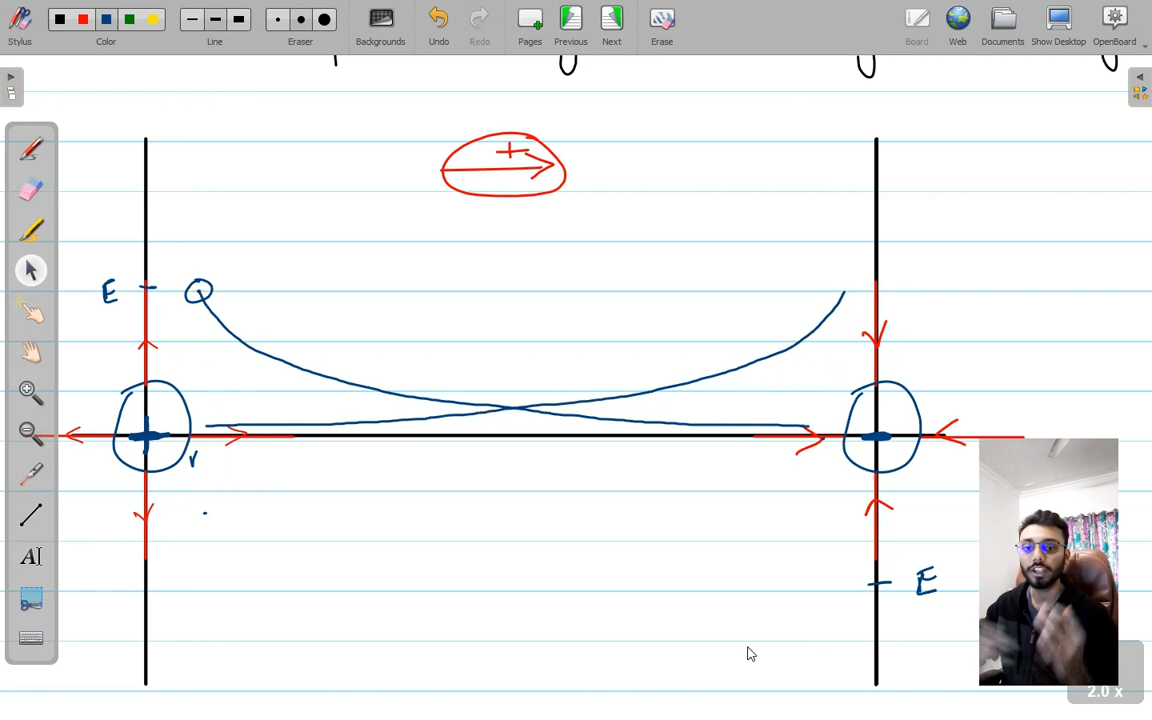 Stylus
Color
Line
Eraser
Backgrounds
Undo
Redo
Pages
Previous
Next
Erase
Board
Web
Documents
Show Desktop
OpenBoard
+
E
+
r
- E
AI
2.0 x